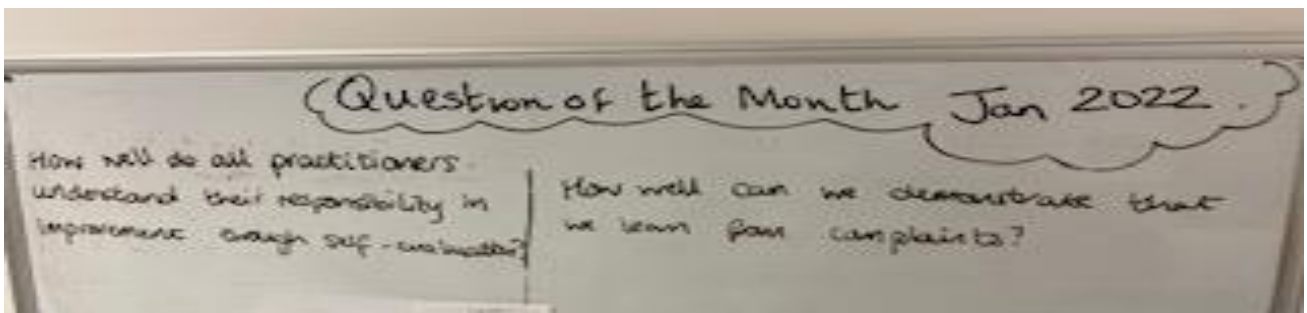 Question of the Month Jan 2022.
How well do all practitioners
understand their responsibility in
improvement through self-evaluation?
How well can we demonstrate that
we learn from complaints?